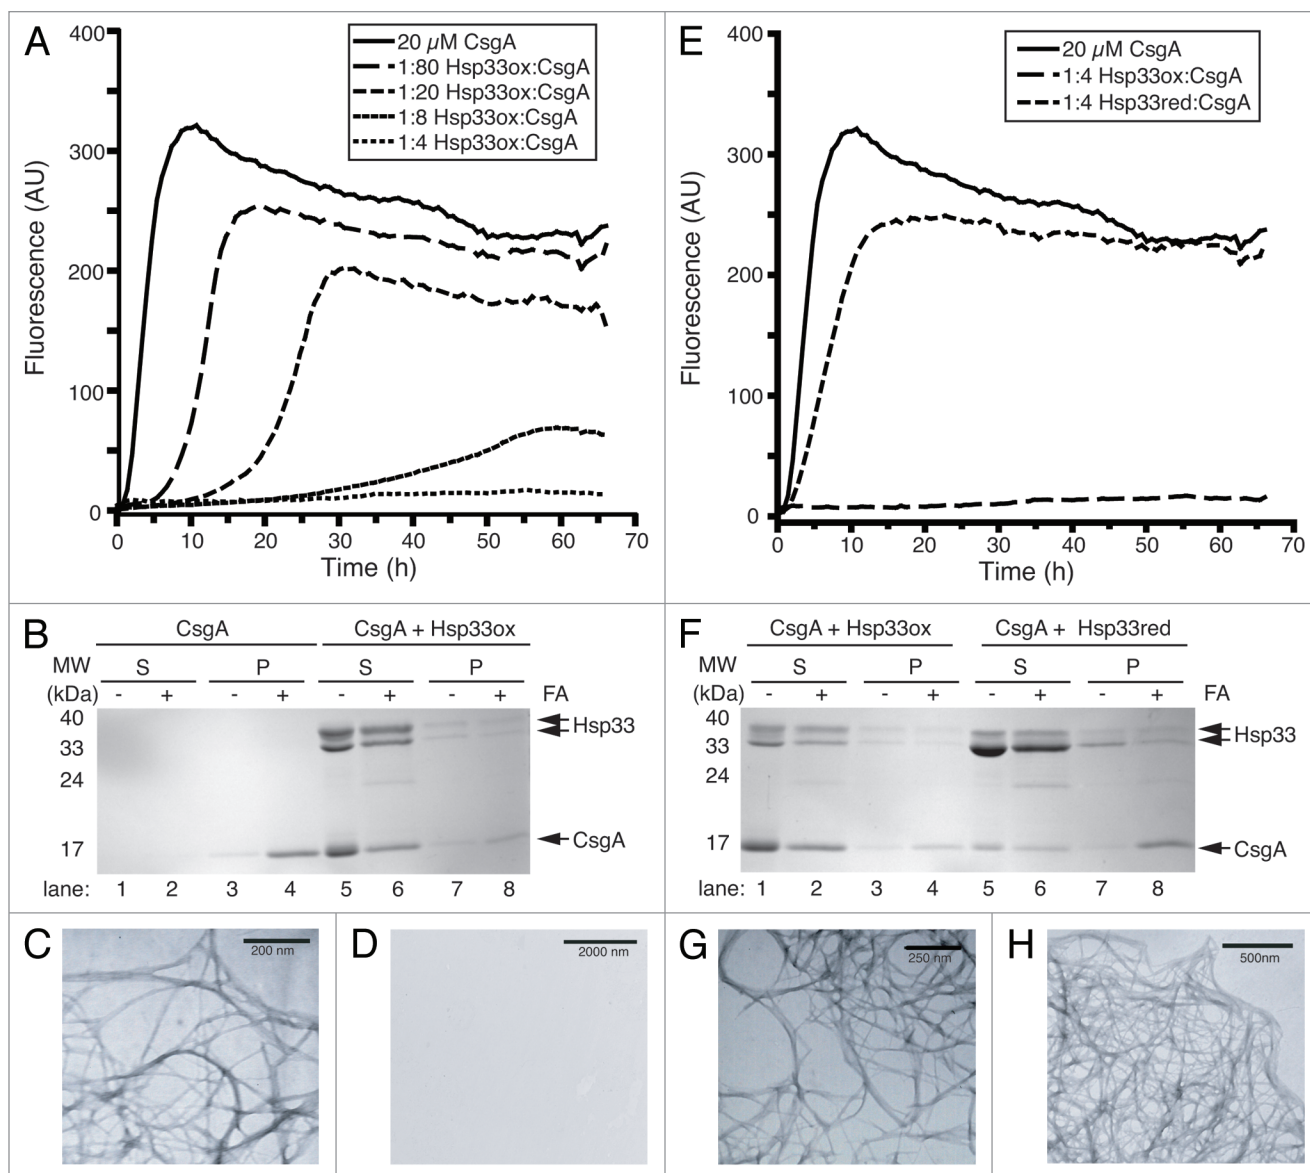 A
400
300
200
100
0
Fluorescence (AU)
20 µM CsgA
1:80 Hsp33ox:CsgA
1:20 Hsp33ox:CsgA
1:8 Hsp33ox:CsgA
1:4 Hsp33ox:CsgA
0 10 20 30 40 50 60 70
Time (h)
E
400
300
200
100
0
Fluorescence (AU)
20 µM CsgA
1:4 Hsp33ox:CsgA
1:4 Hsp33red:CsgA
0 10 20 30 40 50 60 70
Time (h)
B
CsgA CsgA + Hsp33ox
MW S P S P
(kDa) - + - + - + - + FA
40
33
24
17
Hsp33
CsgA
lane: 1 2 3 4 5 6 7 8
F
CsgA + Hsp33ox CsgA + Hsp33red
MW S P S P
(kDa) - + - + - + - + FA
40
33
24
17
Hsp33
CsgA
lane: 1 2 3 4 5 6 7 8
C
200 nm
D
2000 nm
G
250 nm
H
500nm